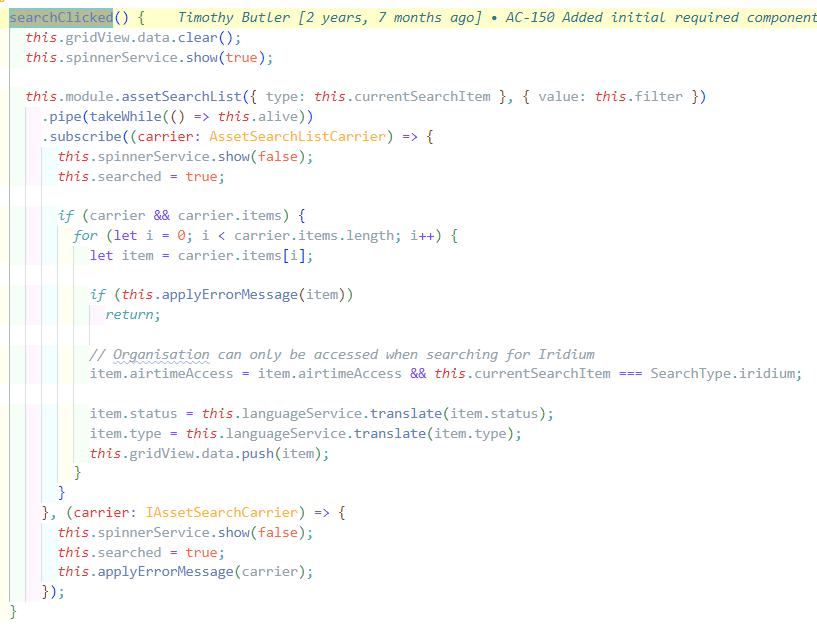 searchClicked() {    Timothy Butler [2 years, 7 months ago] • AC-150 Added initial required component
  this.gridView.data.clear();
  this.spinnerService.show(true);

  this.module.assetSearchList({ type: this.currentSearchItem }, { value: this.filter })
    .pipe(takeWhile(() => this.alive))
    .subscribe((carrier: AssetSearchListCarrier) => {
      this.spinnerService.show(false);
      this.searched = true;

      if (carrier && carrier.items) {
        for (let i = 0; i < carrier.items.length; i++) {
          let item = carrier.items[i];

          if (this.applyErrorMessage(item))
            return;

          // Organisation can only be accessed when searching for Iridium
          item.airtimeAccess = item.airtimeAccess && this.currentSearchItem === SearchType.iridium;

          item.status = this.languageService.translate(item.status);
          item.type = this.languageService.translate(item.type);
          this.gridView.data.push(item);
        }
      }
    }, (carrier: IAssetSearchCarrier) => {
      this.spinnerService.show(false);
      this.searched = true;
      this.applyErrorMessage(carrier);
    });
}